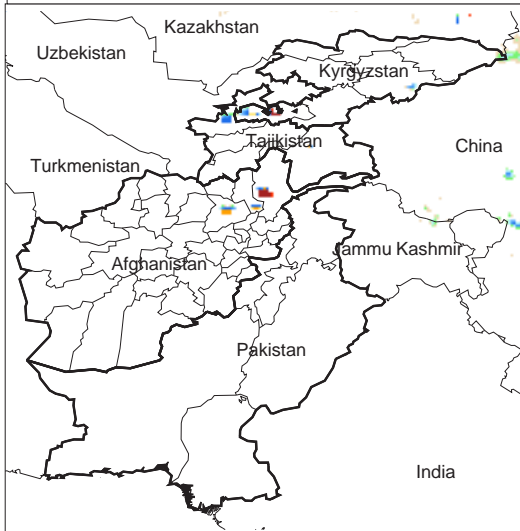 Kazakhstan
Uzbekistan
Kyrgyzstan
Tajikistan
China
Turkmenistan
Jammu Kashmir
Afghanistan
Pakistan
India